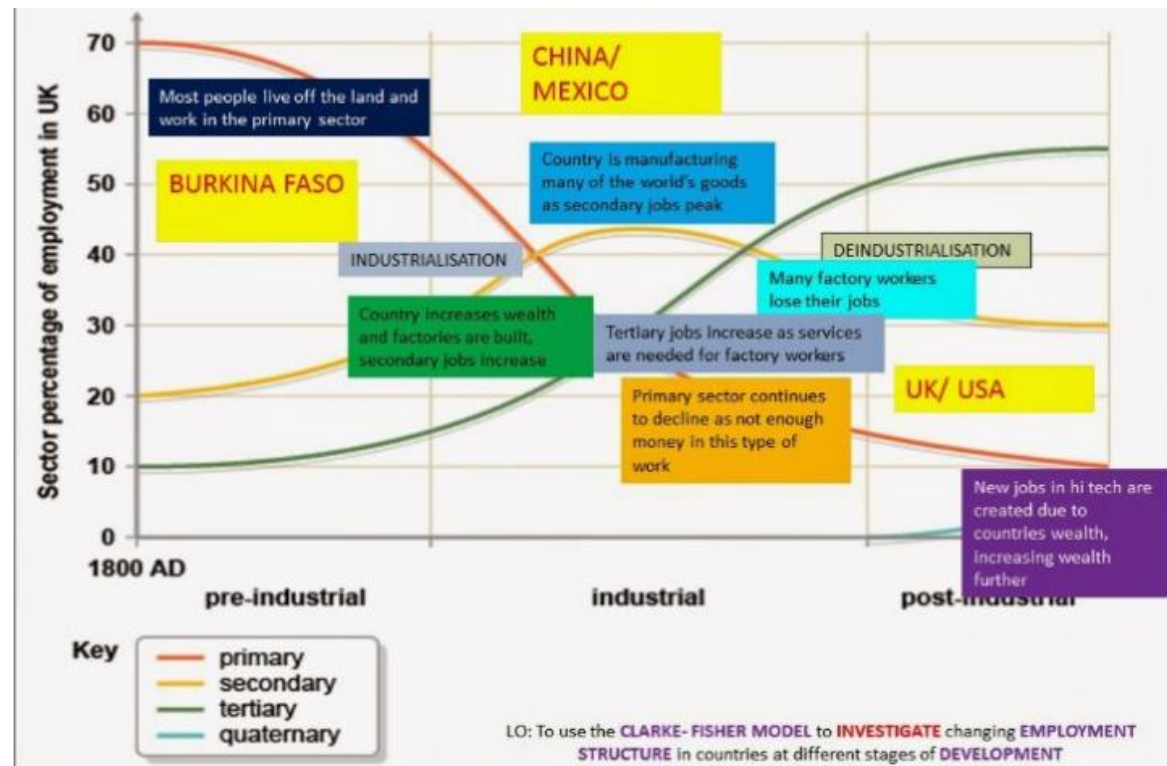 Sector percentage of employment in UK
70
60
50
40
30
20
10
0
Most people live off the land and
work in the primary sector
BURKINA FASO
INDUSTRIALISATION
Country increases wealth
and factories are built,
secondary jobs increase
CHINA/
MEXICO
Country is manufacturing
many of the world's goods
as secondary jobs peak
DEINDUSTRIALISATION
Many factory workers
lose their jobs
Tertiary jobs increase as services
are needed for factory workers
Primary sector continues
to decline as not enough
money in this type of
work
UK/ USA
New jobs in hi tech are
created due to
countries wealth,
increasing wealth
further
1800 AD
pre-industrial
industrial
post-industrial
Key
primary
secondary
tertiary
quaternary
LO: To use the CLARKE- FISHER MODEL to INVESTIGATE changing EMPLOYMENT
STRUCTURE in countries at different stages of DEVELOPMENT